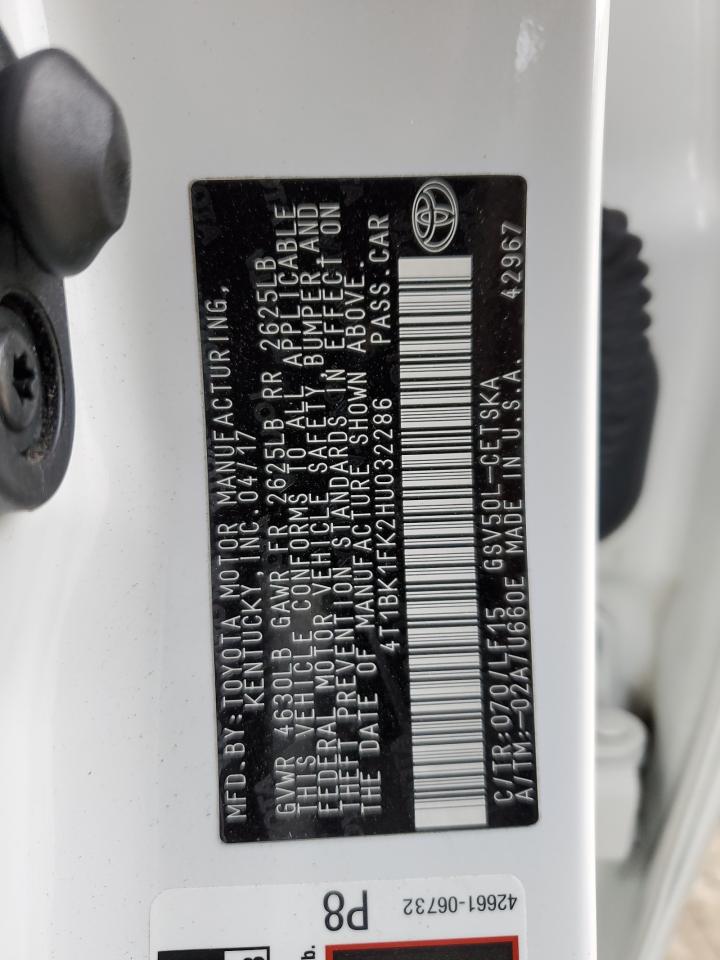 MFD.BY:TOYOTA MOTOR MANUFACTURING,
KENTUCKY, INC.04/17
GVWR 4630LB GAWR FR 2625LB RR 2625LB
THIS VEHICLE CONFORMS TO ALL APPLICABLE
FEDERAL MOTOR VEHICLE SAFETY, BUMPER,AND
THEFT PREVENTION STANDARDS IN EFFECT ON
THE DATE OF MANUFACTURE SHOWN ABOVE.
4T1BK1FK2HU032286 PASS.CAR
C/TR:070/LF15 GSV50L-CETSKA
A/TM:-02A/U660E MADE IN U.S.A. 42967
P8
42661-06732